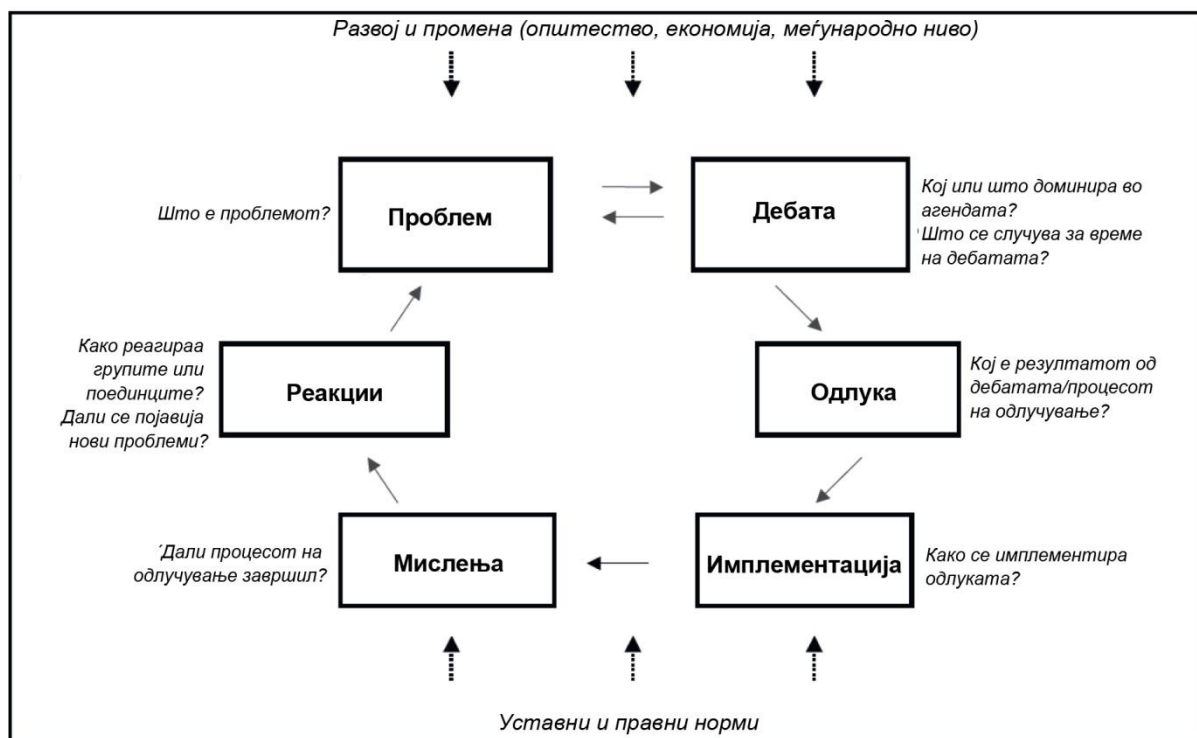 Развој и промена (општество, економија, меѓународно ниво)
Што е проблемот?
Проблем
Дебата
Кој или што доминира во
агендата?
Што се случува за време
на дебатата?
Како реагираа
групите или
поединците?
Дали се појавија
нови проблеми?
Реакции
Одлука
Кој е резултатот од
дебатата/процесот
на одлучување?
Дали процесот на
одлучување завршил?
Мислења
Имплементација
Како се имплементира
одлуката?
Уставни и правни норми